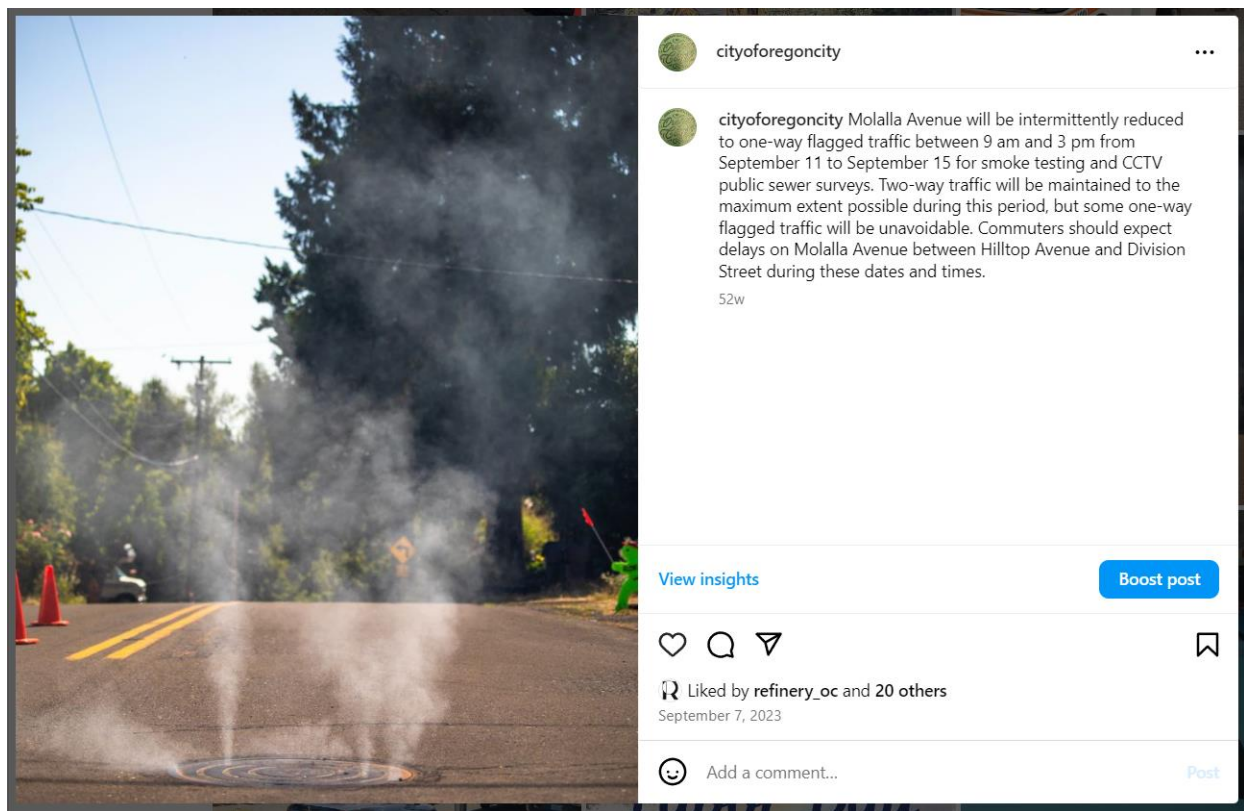 cityoforegoncity
cityoforegoncity Molalla Avenue will be intermittently reduced
to one-way flagged traffic between 9 am and 3 pm from
September 11 to September 15 for smoke testing and CCTV
public sewer surveys. Two-way traffic will be maintained to the
maximum extent possible during this period, but some one-way
flagged traffic will be unavoidable. Commuters should expect
delays on Molalla Avenue between Hilltop Avenue and Division
Street during these dates and times.
52w
View insights
Boost post
Liked by refinery_oc and 20 others
September 7, 2023
Add a comment...
Post